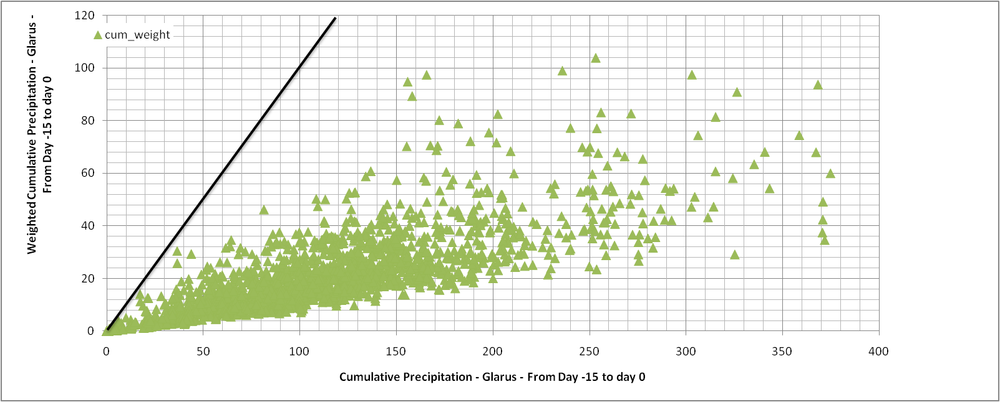 Weighted Cumulative Precipitation - Glarus -
From Day -15 to day 0
120
100
80
60
40
20
0
cum_weight
0 50 100 150 200 250 300 350 400
Cumulative Precipitation - Glarus - From Day -15 to day 0